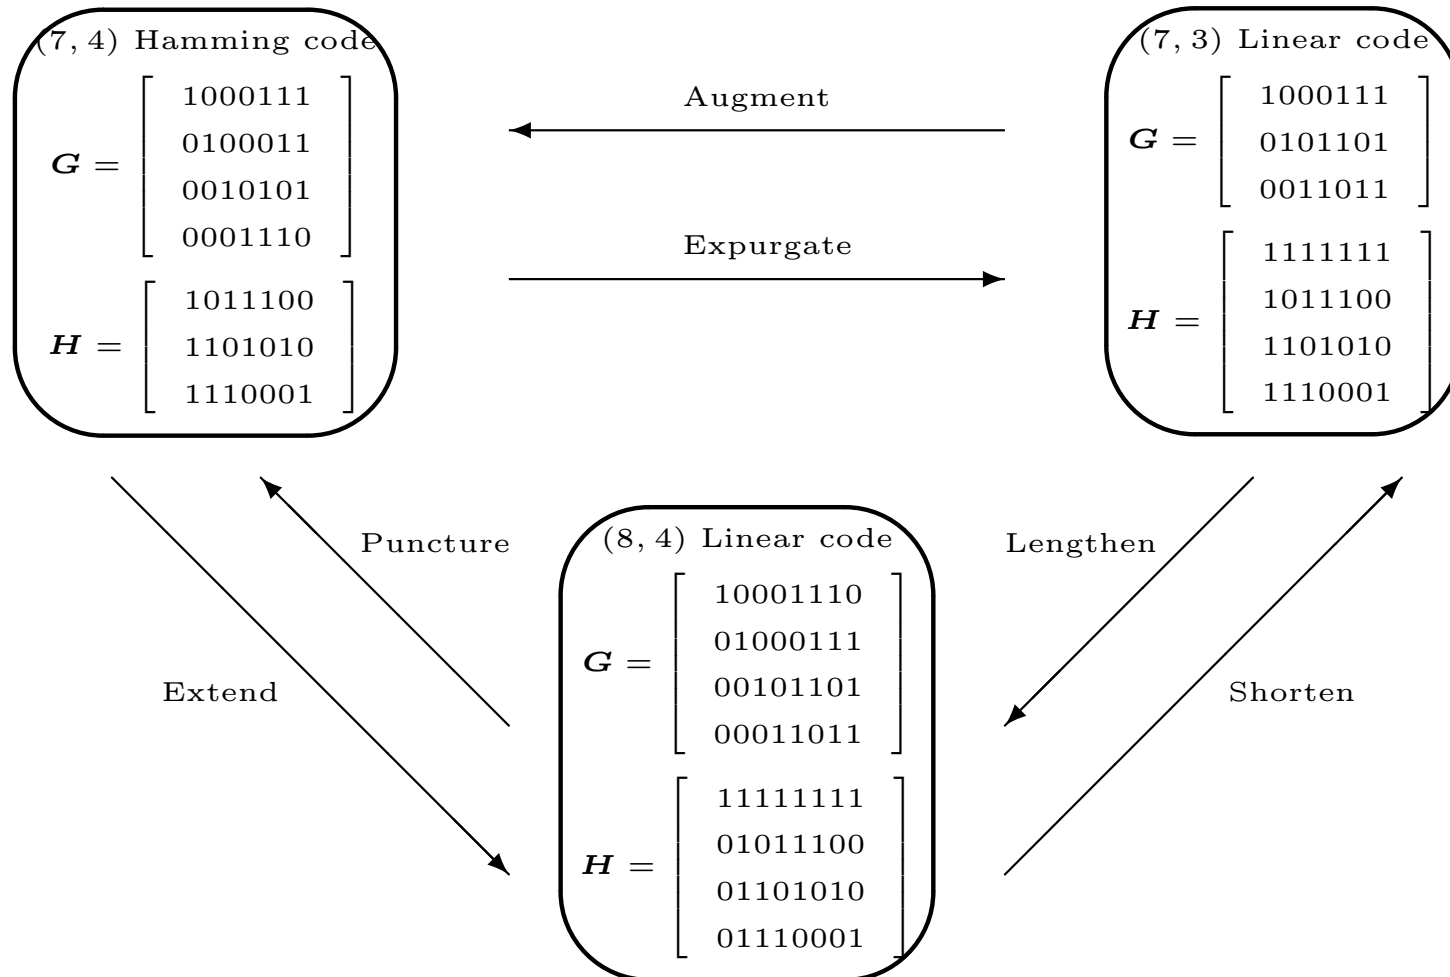 (7, 4) Hamming code
G = [ 1000111
0100011
0010101
0001110 ]
H = [ 1011100
1101010
1110001 ]
Augment
Expurgate
(7, 3) Linear code
G = [ 1000111
0101101
0011011 ]
H = [ 1111111
1011100
1101010
1110001 ]
Puncture
Extend
(8, 4) Linear code
G = [ 10001110
01000111
00101101
00011011 ]
H = [ 11111111
01011100
01101010
01110001 ]
Lengthen
Shorten